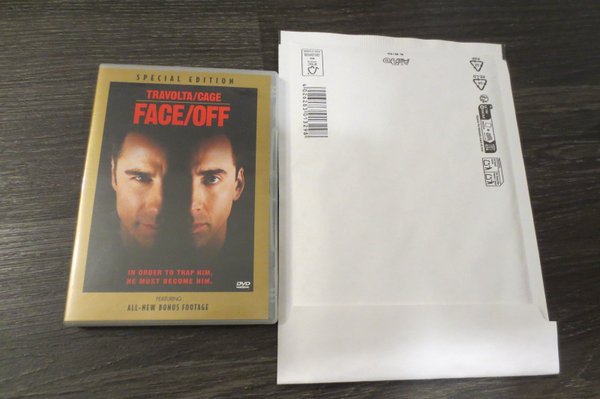 SPECIAL EDITION
TRAVOLTA/CAGE
FACE/OFF
IN ORDER TO TRAP HIM,
HE MUST BECOME HIM.
DVD
FEATURING
ALL-NEW BONUS FOOTAGE